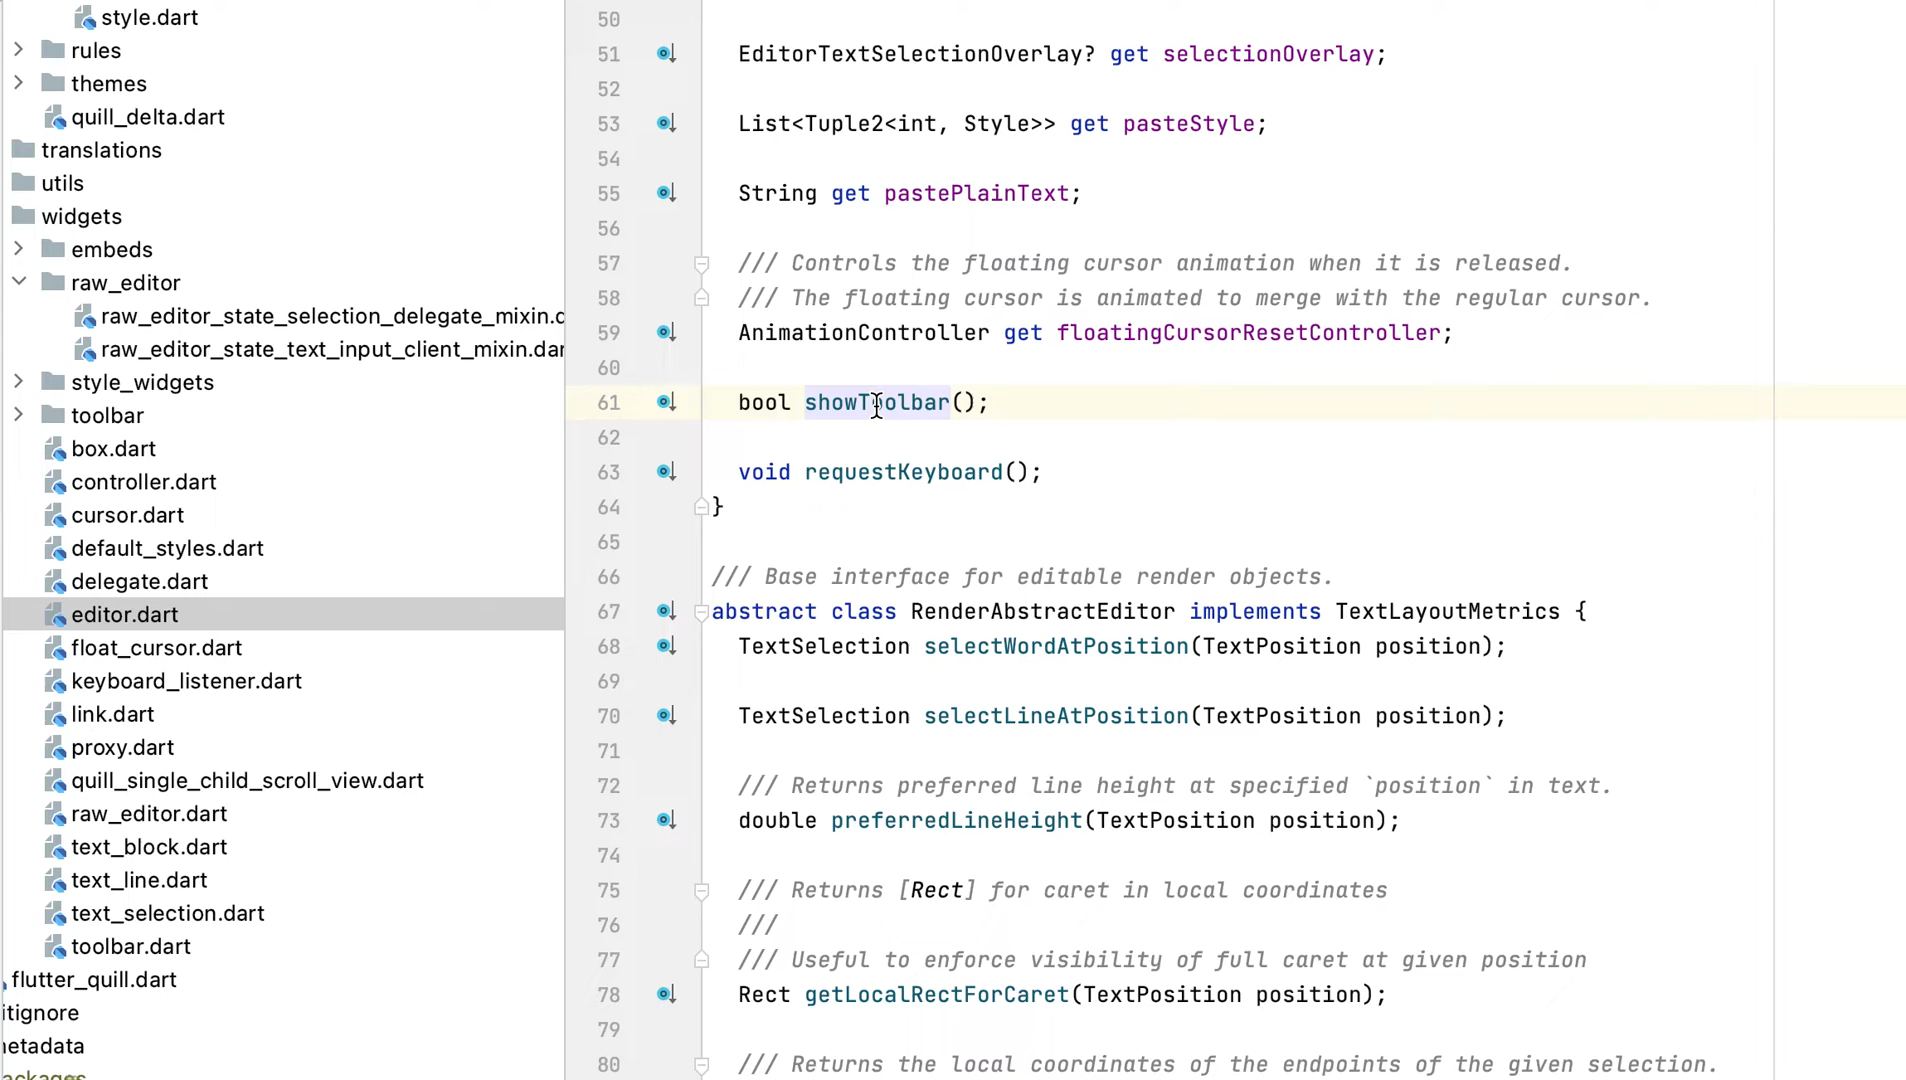 style.dart
rules
themes
quill_delta.dart
translations
utils
widgets
embeds
raw_editor
raw_editor_state_selection_delegate_mixin.d
raw_editor_state_text_input_client_mixin.dar
style_widgets
toolbar
box.dart
controller.dart
cursor.dart
default_styles.dart
delegate.dart
editor.dart
float_cursor.dart
keyboard_listener.dart
link.dart
proxy.dart
quill_single_child_scroll_view.dart
raw_editor.dart
text_block.dart
text_line.dart
text_selection.dart
toolbar.dart
flutter_quill.dart
itignore
netadata
ackages
50
51 EditorTextSelectionOverlay? get selectionOverlay;
52
53 List<Tuple2<int, Style>> get pasteStyle;
54
55 String get pastePlainText;
56
57 /// Controls the floating cursor animation when it is released.
58 /// The floating cursor is animated to merge with the regular cursor.
59 AnimationController get floatingCursorResetController;
60
61 bool showToolbar();
62
63 void requestKeyboard();
64 }
65
66 /// Base interface for editable render objects.
67 abstract class RenderAbstractEditor implements TextLayoutMetrics {
68 TextSelection selectWordAtPosition(TextPosition position);
69
70 TextSelection selectLineAtPosition(TextPosition position);
71
72 /// Returns preferred line height at specified `position` in text.
73 double preferredLineHeight(TextPosition position);
74
75 /// Returns [Rect] for caret in local coordinates
76 ///
77 /// Useful to enforce visibility of full caret at given position
78 Rect getLocalRectForCaret(TextPosition position);
79
80 /// Returns the local coordinates of the endpoints of the given selection.